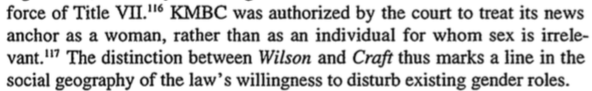 force of Title VII.¹¹⁶ KMBC was authorized by the court to treat its news
anchor as a woman, rather than as an individual for whom sex is irrele-
vant.¹¹⁷ The distinction between Wilson and Craft thus marks a line in the
social geography of the law's willingness to disturb existing gender roles.